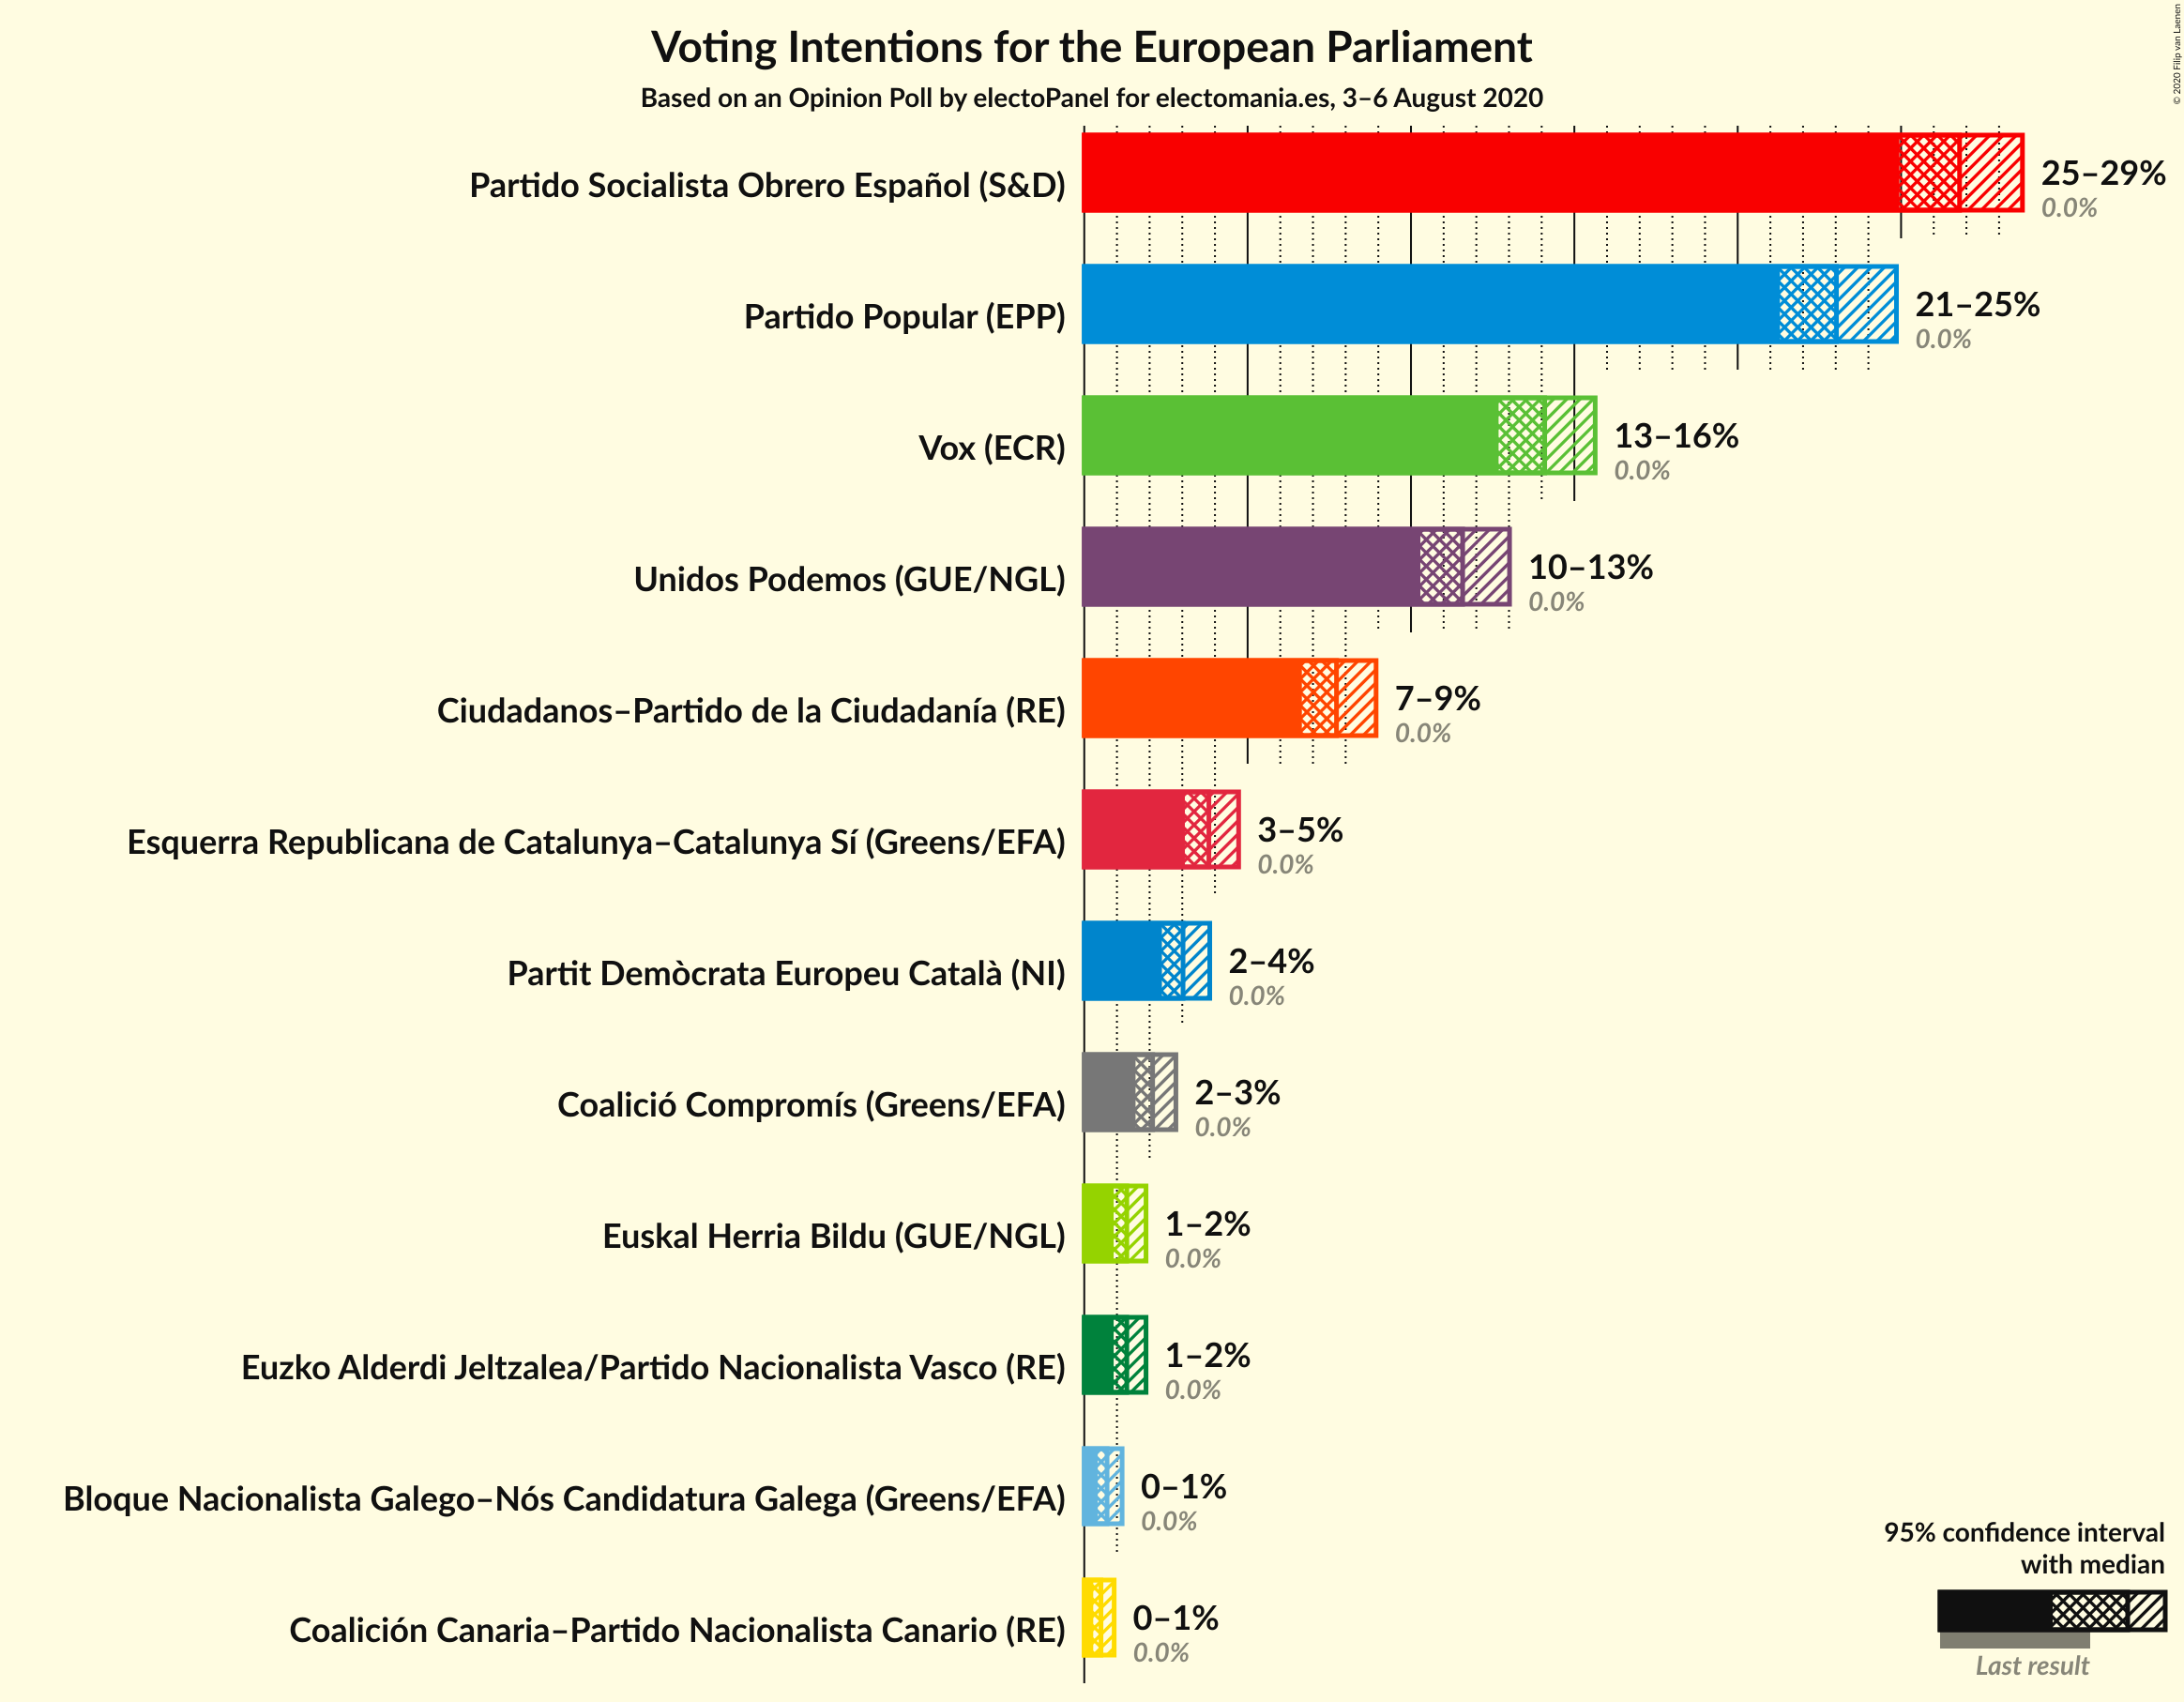 Voting Intentions for the European Parliament
Based on an Opinion Poll by electoPanel for electomania.es, 3–6 August 2020
© 2020 Filip van Laenen
Partido Socialista Obrero Español (S&D)
25–29%
0.0%
Partido Popular (EPP)
21–25%
0.0%
Vox (ECR)
13–16%
0.0%
Unidos Podemos (GUE/NGL)
10–13%
0.0%
Ciudadanos–Partido de la Ciudadanía (RE)
7–9%
0.0%
Esquerra Republicana de Catalunya–Catalunya Sí (Greens/EFA)
3–5%
0.0%
Partit Demòcrata Europeu Català (NI)
2–4%
0.0%
Coalició Compromís (Greens/EFA)
2–3%
0.0%
Euskal Herria Bildu (GUE/NGL)
1–2%
0.0%
Euzko Alderdi Jeltzalea/Partido Nacionalista Vasco (RE)
1–2%
0.0%
Bloque Nacionalista Galego–Nós Candidatura Galega (Greens/EFA)
0–1%
0.0%
Coalición Canaria–Partido Nacionalista Canario (RE)
0–1%
0.0%
95% confidence interval
with median
Last result